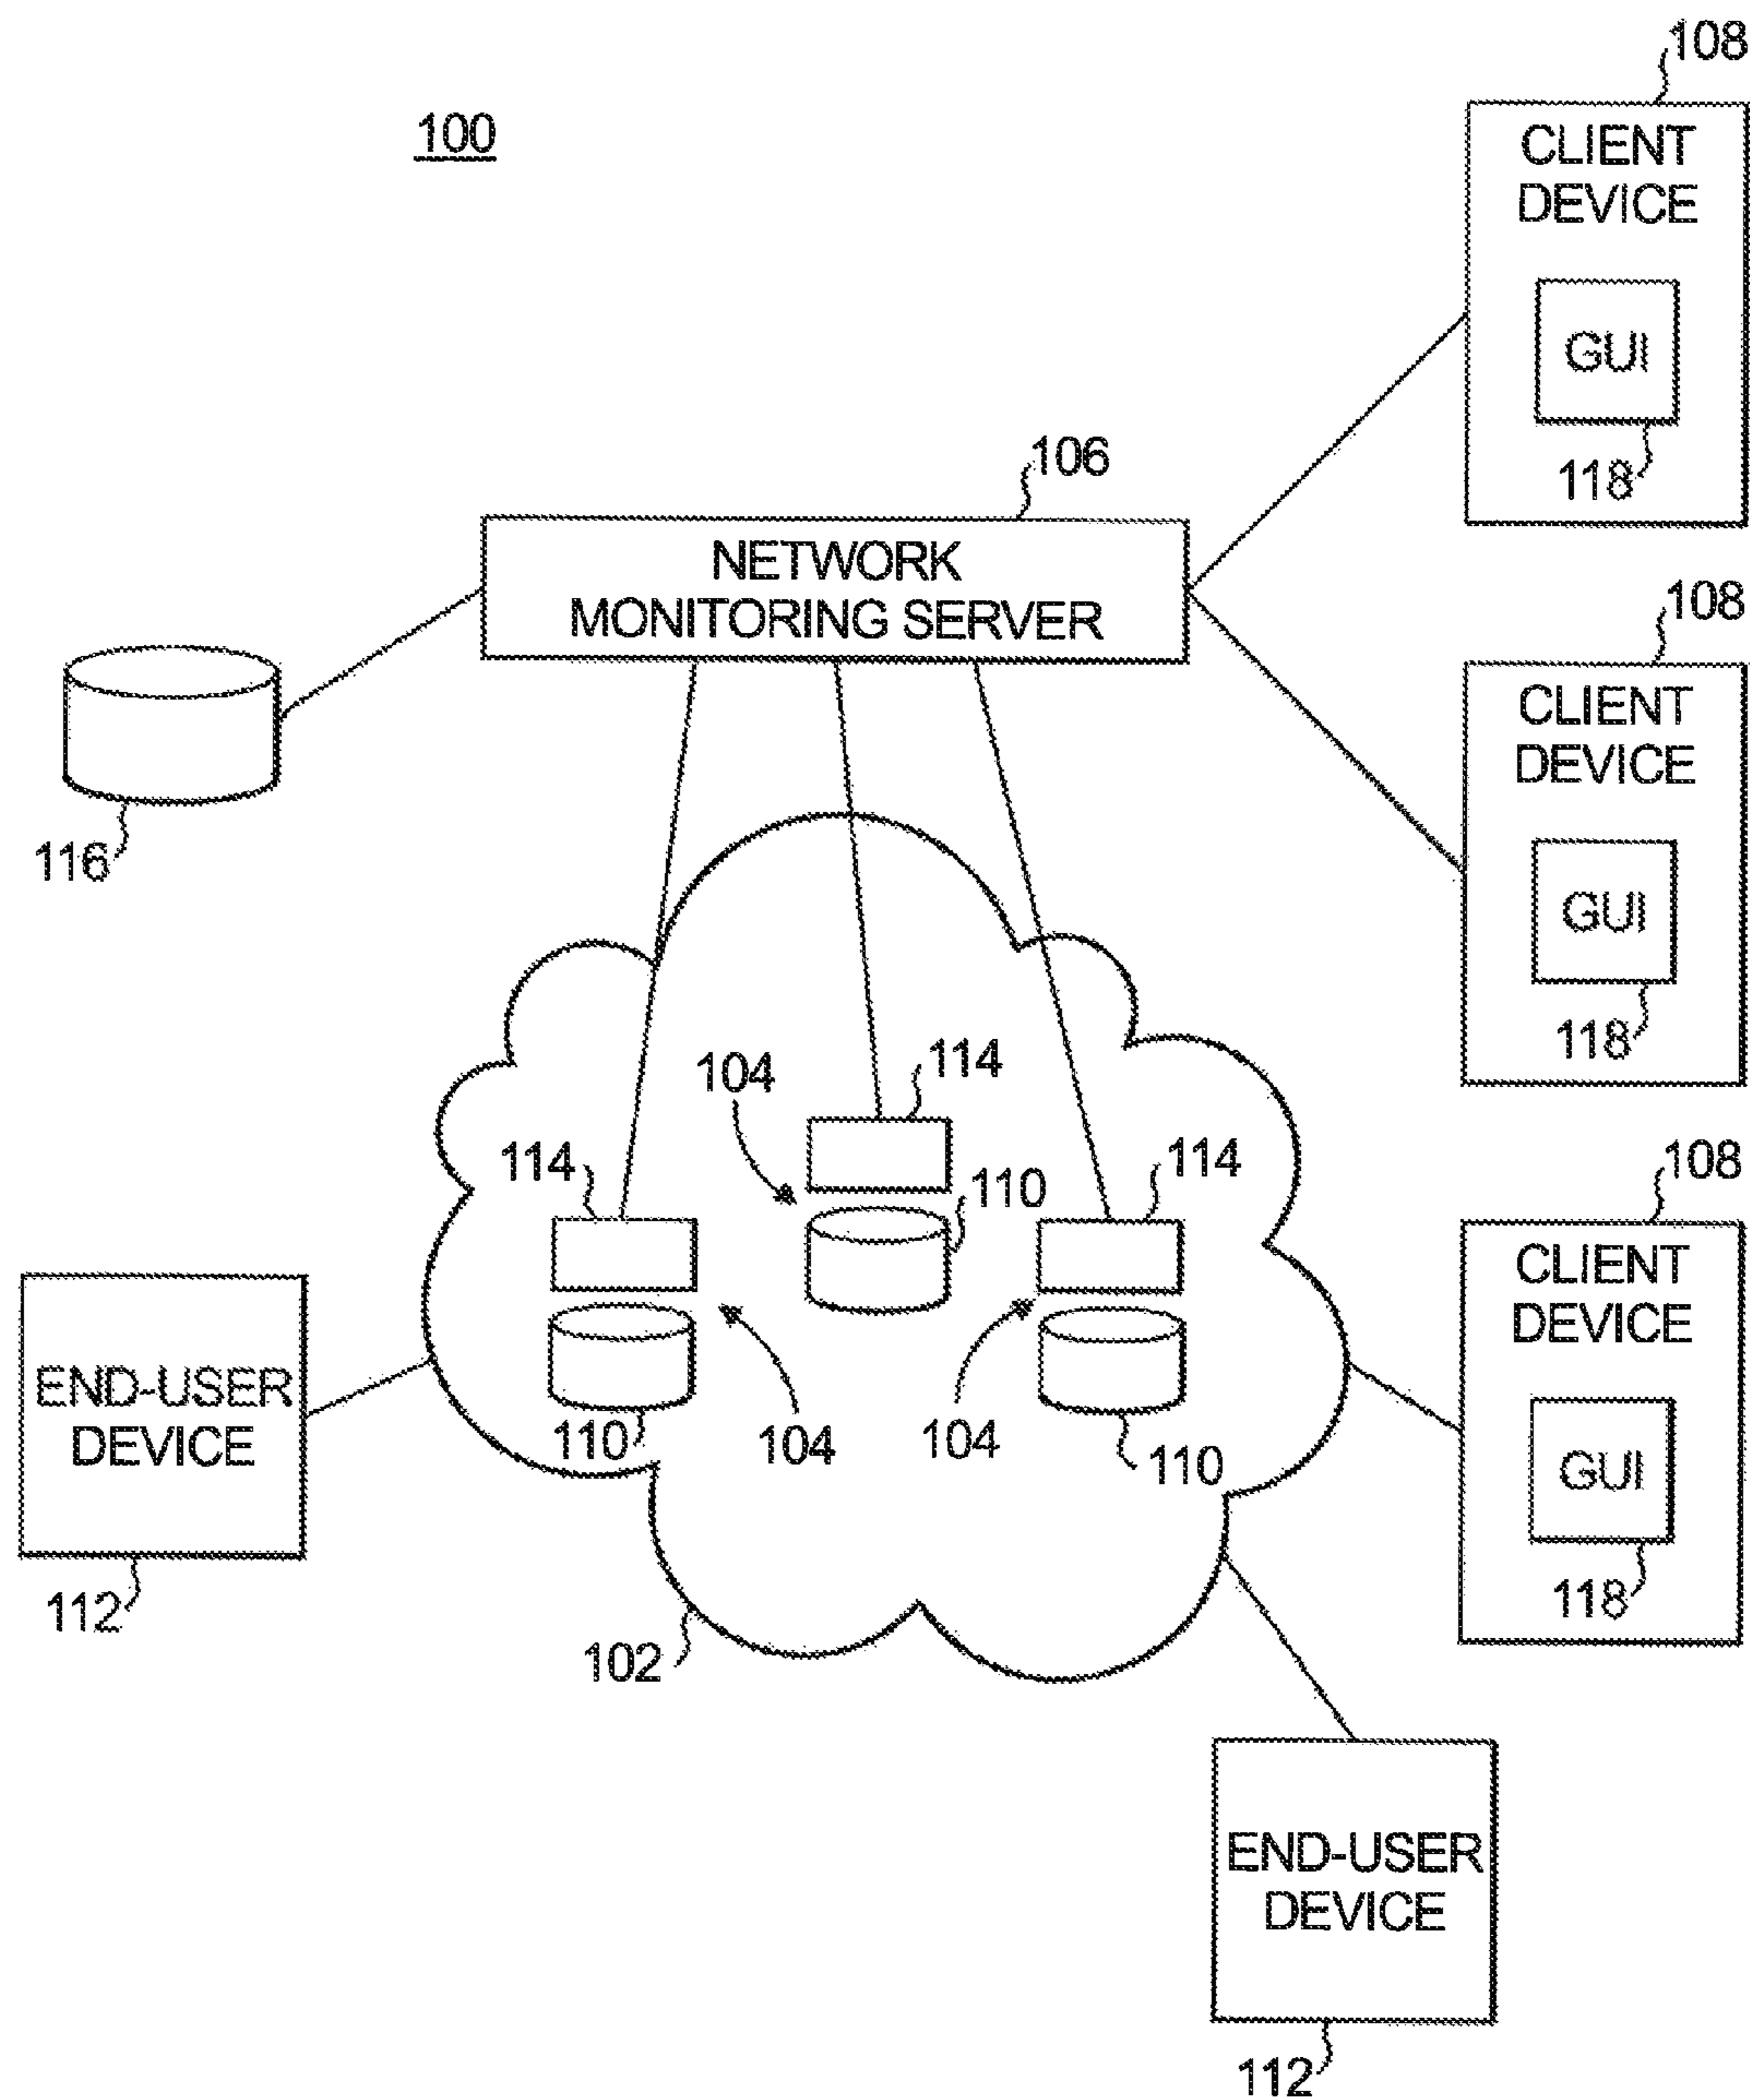 108
100
CLIENT
DEVICE
GUI
118
106
NETWORK
MONITORING SERVER
108
CLIENT
DEVICE
GUI
118
116
104
114
114
110
114
108
CLIENT
DEVICE
GUI
118
END-USER
DEVICE
110
104
104
110
112
102
END-USER
DEVICE
112